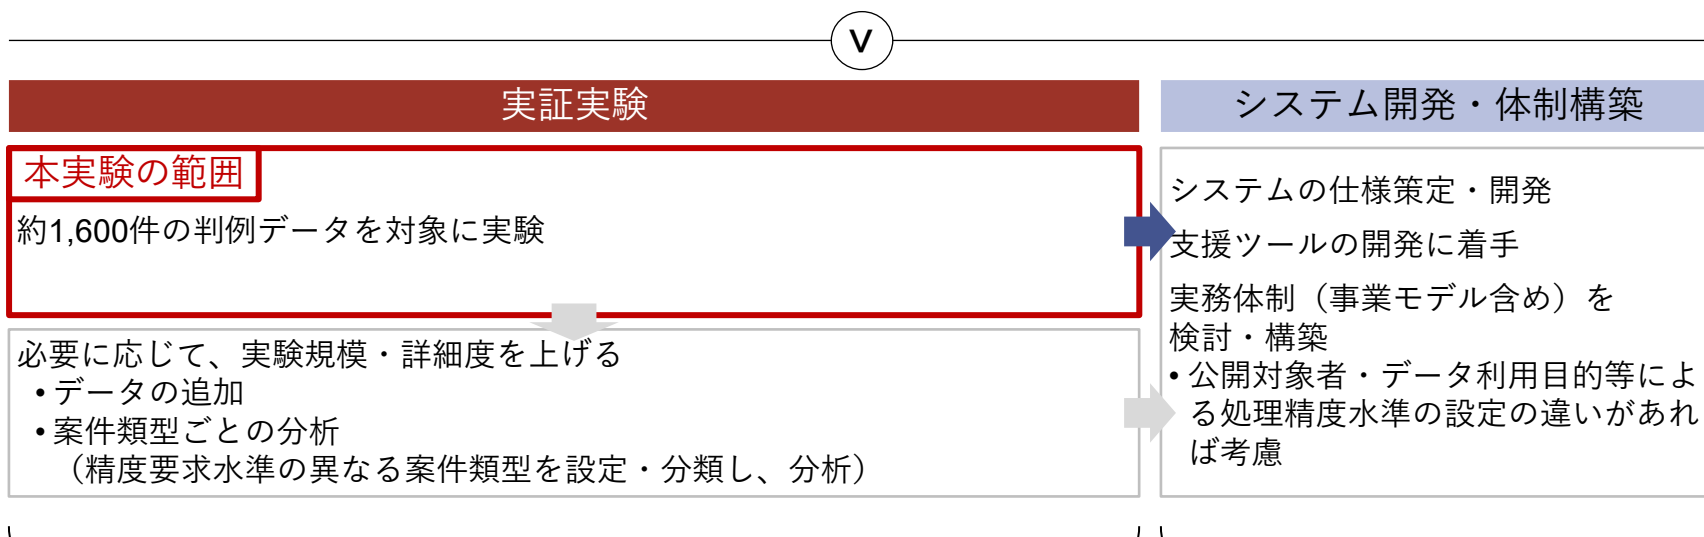 V
実証実験
本実験の範囲
約1,600件の判例データを対象に実験
必要に応じて、実験規模・詳細度を上げる
• データの追加
• 案件類型ごとの分析
（精度要求水準の異なる案件類型を設定・分類し、分析）
システム開発・体制構築
システムの仕様策定・開発
支援ツールの開発に着手
実務体制（事業モデル含め）を
検討・構築
• 公開対象者・データ利用目的等によ
る処理精度水準の設定の違いがあれ
ば考慮